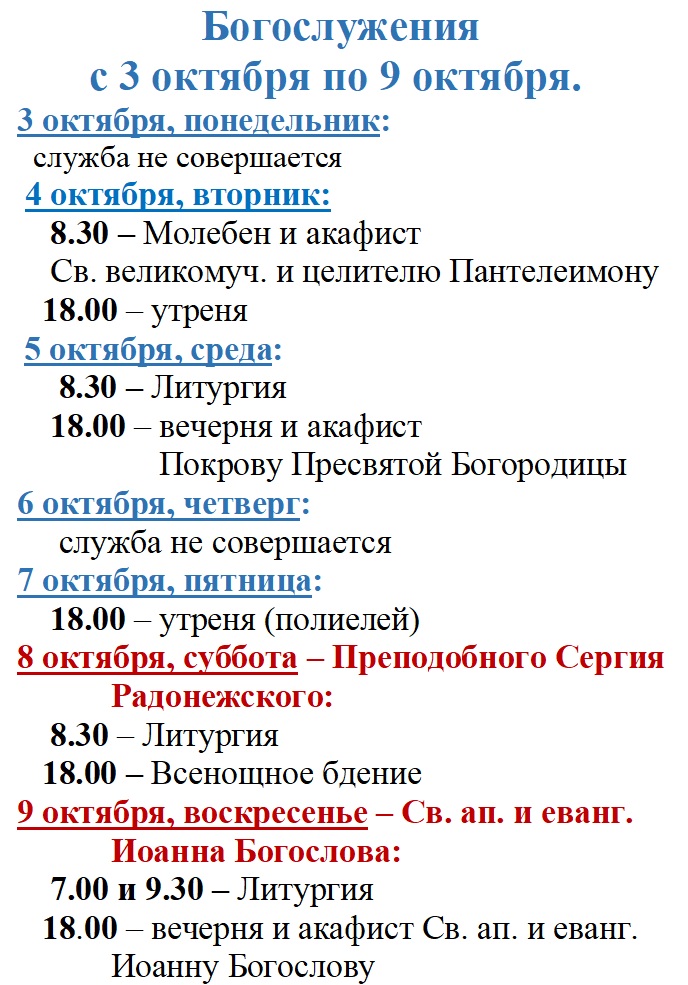 Богослужения
с 3 октября по 9 октября.
3 октября, понедельник:
служба не совершается
4 октября, вторник:
8.30 – Молебен и акафист
Св. великомуч. и целителю Пантелеимону
18.00 – утреня
5 октября, среда:
8.30 – Литургия
18.00 – вечерня и акафист
Покрову Пресвятой Богородицы
6 октября, четверг:
служба не совершается
7 октября, пятница:
18.00 – утреня (полиелей)
8 октября, суббота – Преподобного Сергия
Радонежского:
8.30 – Литургия
18.00 – Всенощное бдение
9 октября, воскресенье – Св. ап. и еванг.
Иоанна Богослова:
7.00 и 9.30 – Литургия
18.00 – вечерня и акафист Св. ап. и еванг.
Иоанну Богослову